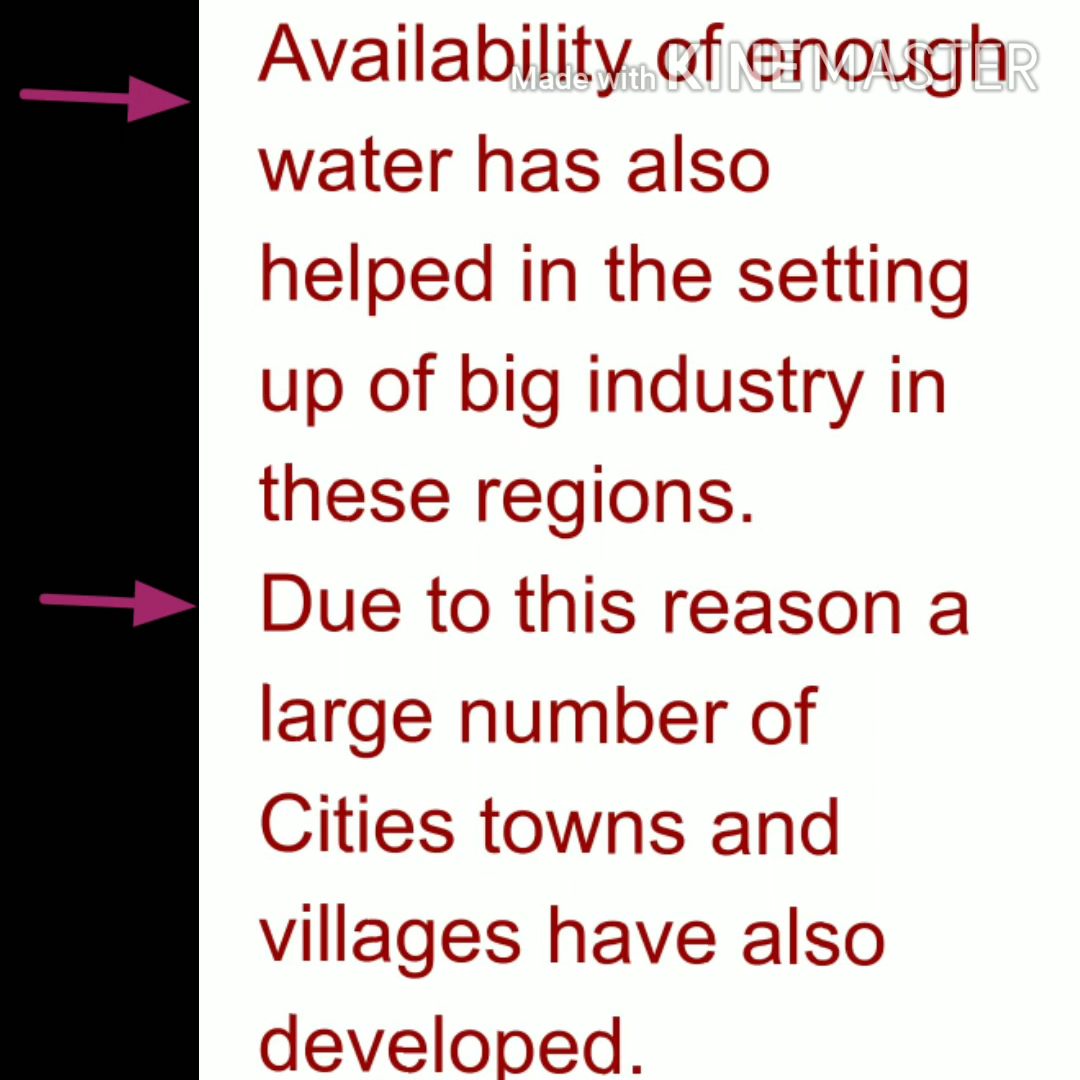 Availability of enough
Made with KINEMASTER
water has also
helped in the setting
up of big industry in
these regions.
Due to this reason a
large number of
Cities towns and
villages have also
developed.